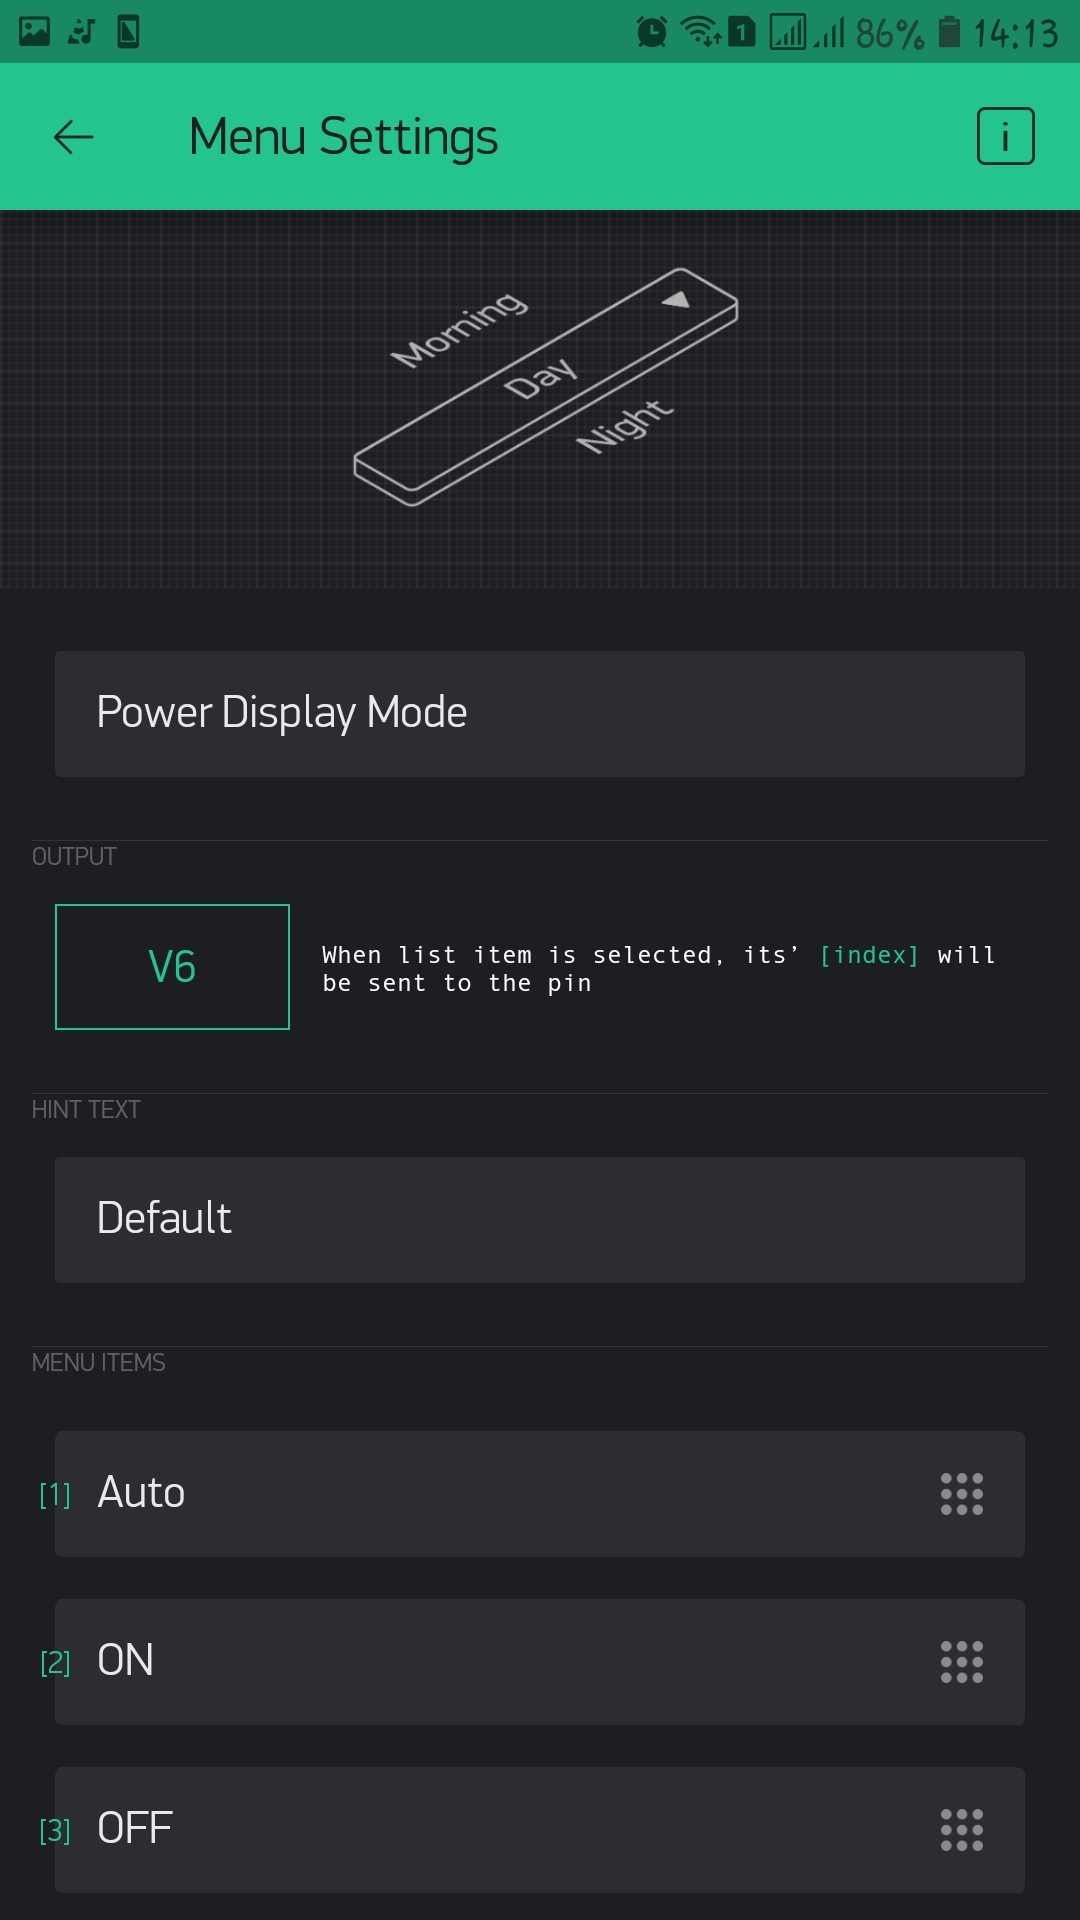 1 86% 14:13
Menu Settings i
Morning
Day
Night
Power Display Mode
OUTPUT
V6
When list item is selected, its’ [index] will
be sent to the pin
HINT TEXT
Default
MENU ITEMS
[1] Auto
[2] ON
[3] OFF